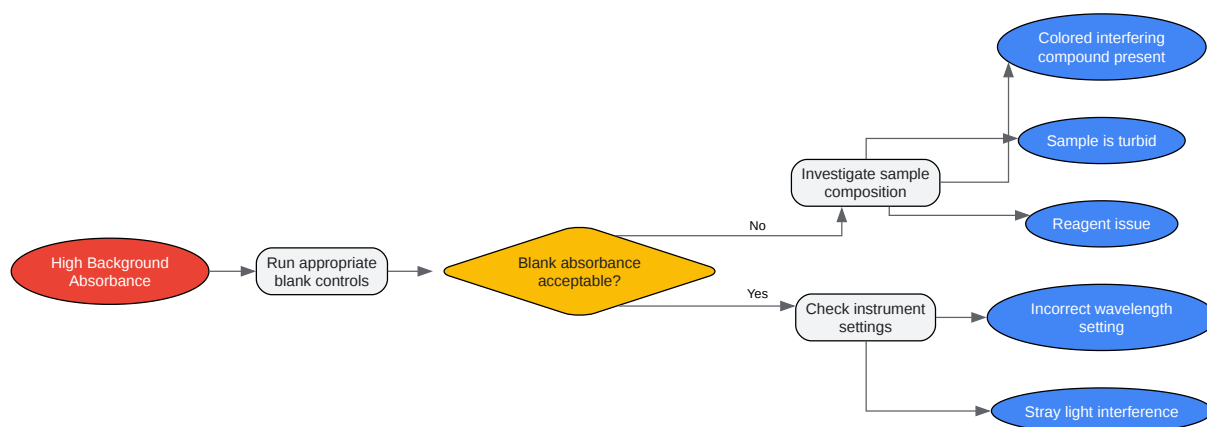 High Background
Absorbance
Run appropriate
blank controls
Blank absorbance
acceptable?
No
Yes
Investigate sample
composition
Check instrument
settings
Colored interfering
compound present
Sample is turbid
Reagent issue
Incorrect wavelength
setting
Stray light interference